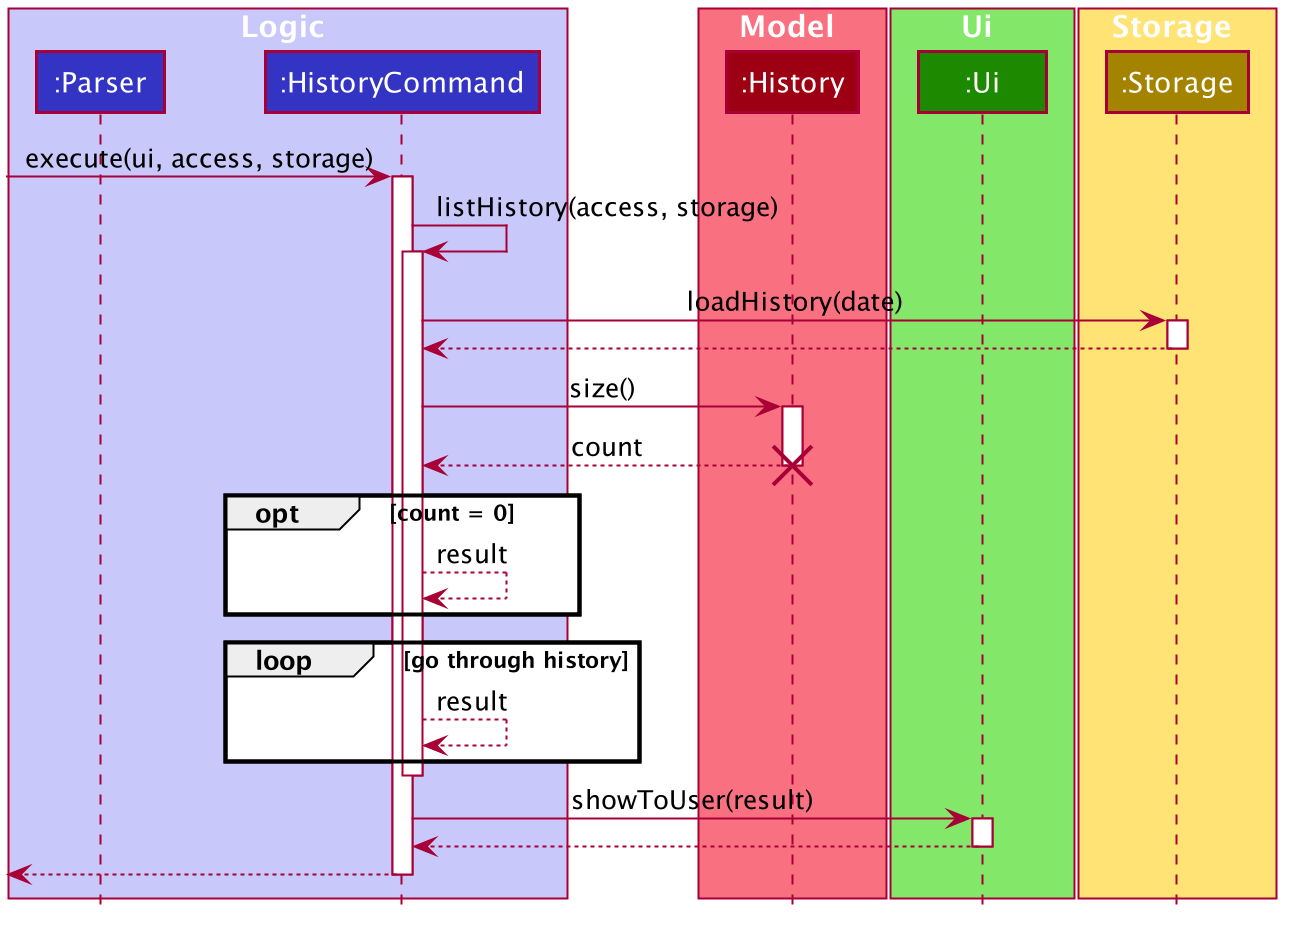 Logic
Model
Ui
Storage
:Parser
:HistoryCommand
:History
:Ui
:Storage
execute(ui, access, storage)
listHistory(access, storage)
loadHistory(date)
size()
count
opt
[count = 0]
result
loop
[go through history]
result
showToUser(result)